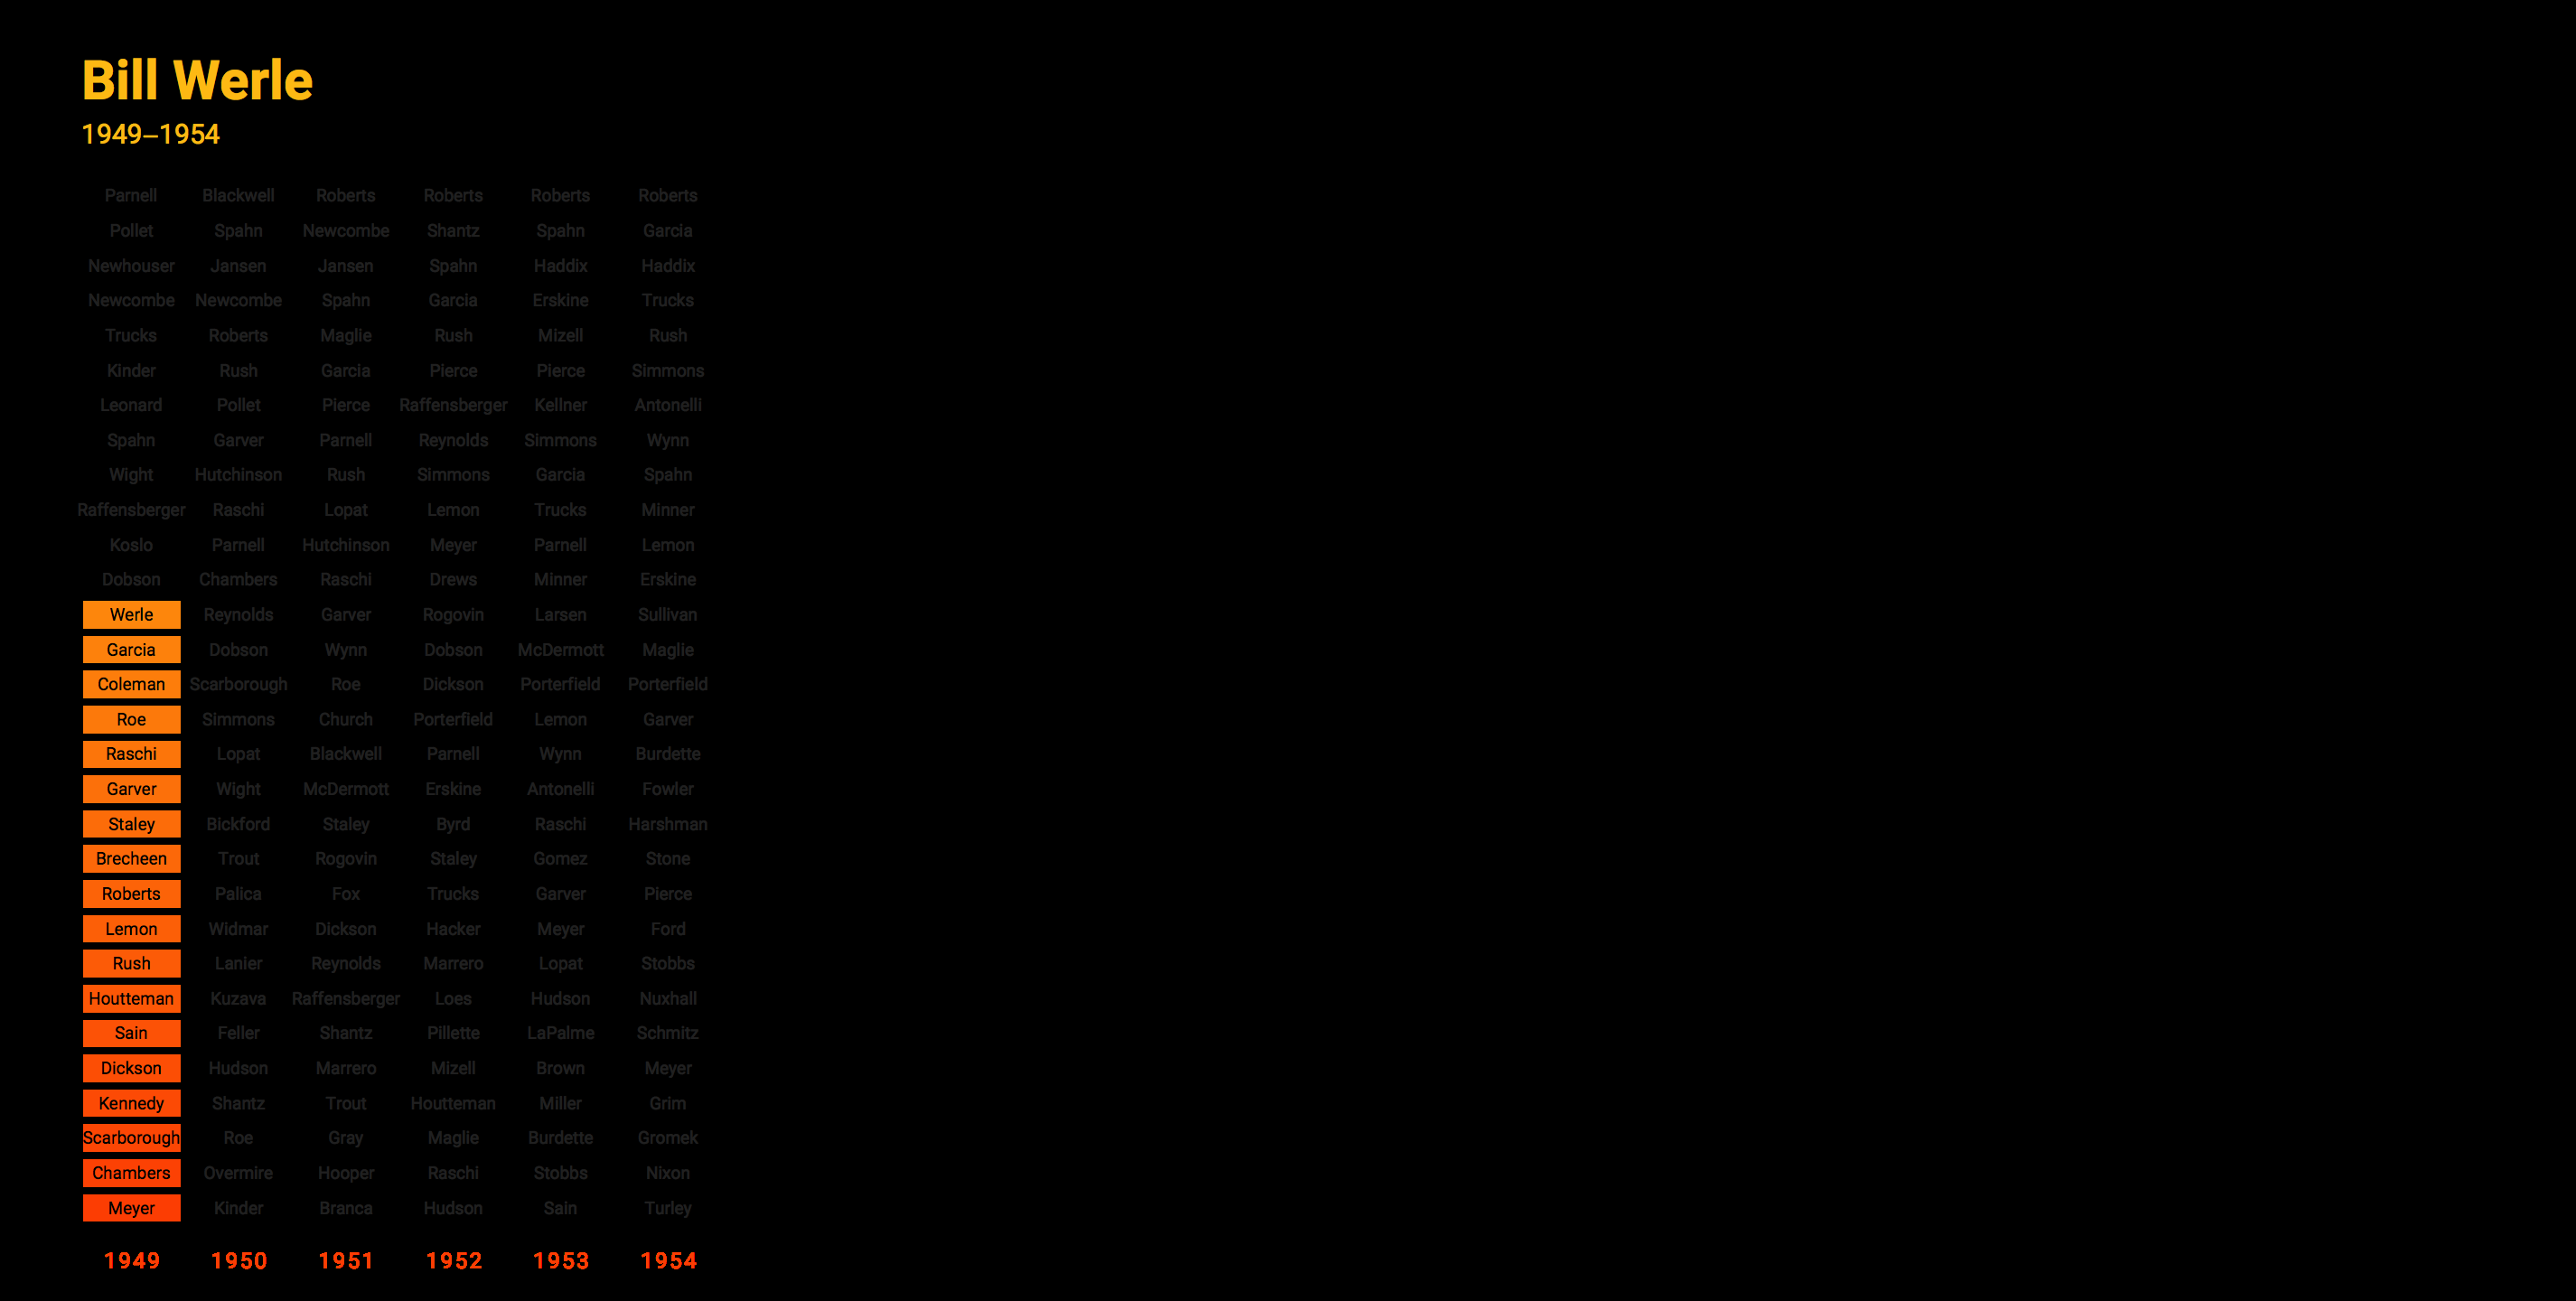 Bill Werle
1949–1954
Parnell Blackwell Roberts Roberts Roberts Roberts
Pollet Spahn Newcombe Shantz Spahn Garcia
Newhouser Jansen Jansen Spahn Haddix Haddix
Newcombe Newcombe Spahn Garcia Erskine Trucks
Trucks Roberts Maglie Rush Mizell Rush
Kinder Rush Garcia Pierce Pierce Simmons
Leonard Pollet Pierce Raffensberger Kellner Antonelli
Spahn Garver Parnell Reynolds Simmons Wynn
Wight Hutchinson Rush Simmons Garcia Spahn
Raffensberger Raschi Lopat Lemon Trucks Minner
Koslo Parnell Hutchinson Meyer Parnell Lemon
Dobson Chambers Raschi Drews Minner Erskine
Werle Reynolds Garver Rogovin Larsen Sullivan
Garcia Dobson Wynn Dobson McDermott Maglie
Coleman Scarborough Roe Dickson Porterfield Porterfield
Roe Simmons Church Porterfield Lemon Garver
Raschi Lopat Blackwell Parnell Wynn Burdette
Garver Wight McDermott Erskine Antonelli Fowler
Staley Bickford Staley Byrd Raschi Harshman
Brecheen Trout Rogovin Staley Gomez Stone
Roberts Palica Fox Trucks Garver Pierce
Lemon Widmar Dickson Hacker Meyer Ford
Rush Lanier Reynolds Marrero Lopat Stobbs
Houtteman Kuzava Raffensberger Loes Hudson Nuxhall
Sain Feller Shantz Pillette LaPalme Schmitz
Dickson Hudson Marrero Mizell Brown Meyer
Kennedy Shantz Trout Houtteman Miller Grim
Scarborough Roe Gray Maglie Burdette Gromek
Chambers Overmire Hooper Raschi Stobbs Nixon
Meyer Kinder Branca Hudson Sain Turley
1949 1950 1951 1952 1953 1954